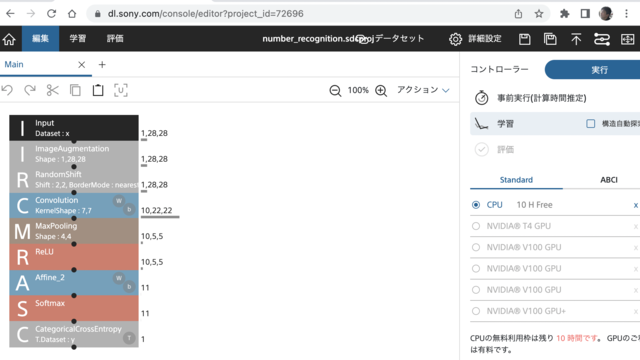 dl.sony.com/console/editor?project_id=72696
編集
学習
評価
number_recognition.sdcproj
データセット
詳細設定
Main
100%
アクション
I
Input
Dataset : x
1,28,28
I
ImageAugmentation
Shape : 1,28,28
1,28,28
R
RandomShift
Shift : 2,2, BorderMode : nearest
1,28,28
C
Convolution
KernelShape : 7,7
W
b
10,22,22
M
MaxPooling
Shape : 4,4
10,5,5
R
ReLU
10,5,5
A
Affine_2
W
b
11
S
Softmax
11
C
CategoricalCrossEntropy
T.Dataset : y
T
1
コントローラー
実行
事前実行(計算時間推定)
学習
構造自動探
評価
Standard
ABCI
CPU 10 H Free x
NVIDIA® T4 GPU x
NVIDIA® V100 GPU x
NVIDIA® V100 GPU x
NVIDIA® V100 GPU x
NVIDIA® V100 GPU+ x
CPUの無料利用枠は残り 10 時間です。 GPUのご利
は有料です。